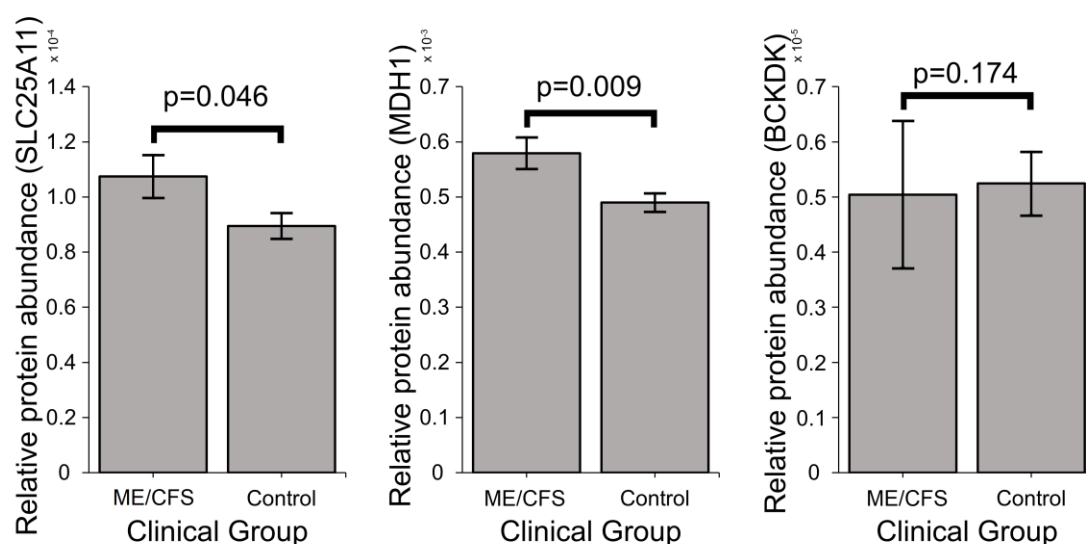 Relative protein abundance (SLC25A11)
x 10⁻⁴
1.4
1.2
1.0
0.8
0.6
0.4
0.2
0
p=0.046
ME/CFS
Control
Clinical Group
Relative protein abundance (MDH1)
x 10⁻³
0.7
0.6
0.5
0.4
0.3
0.2
0.1
0
p=0.009
ME/CFS
Control
Clinical Group
Relative protein abundance (BCKDK)
x 10⁻⁵
0.7
0.6
0.5
0.4
0.3
0.2
0.1
0
p=0.174
ME/CFS
Control
Clinical Group